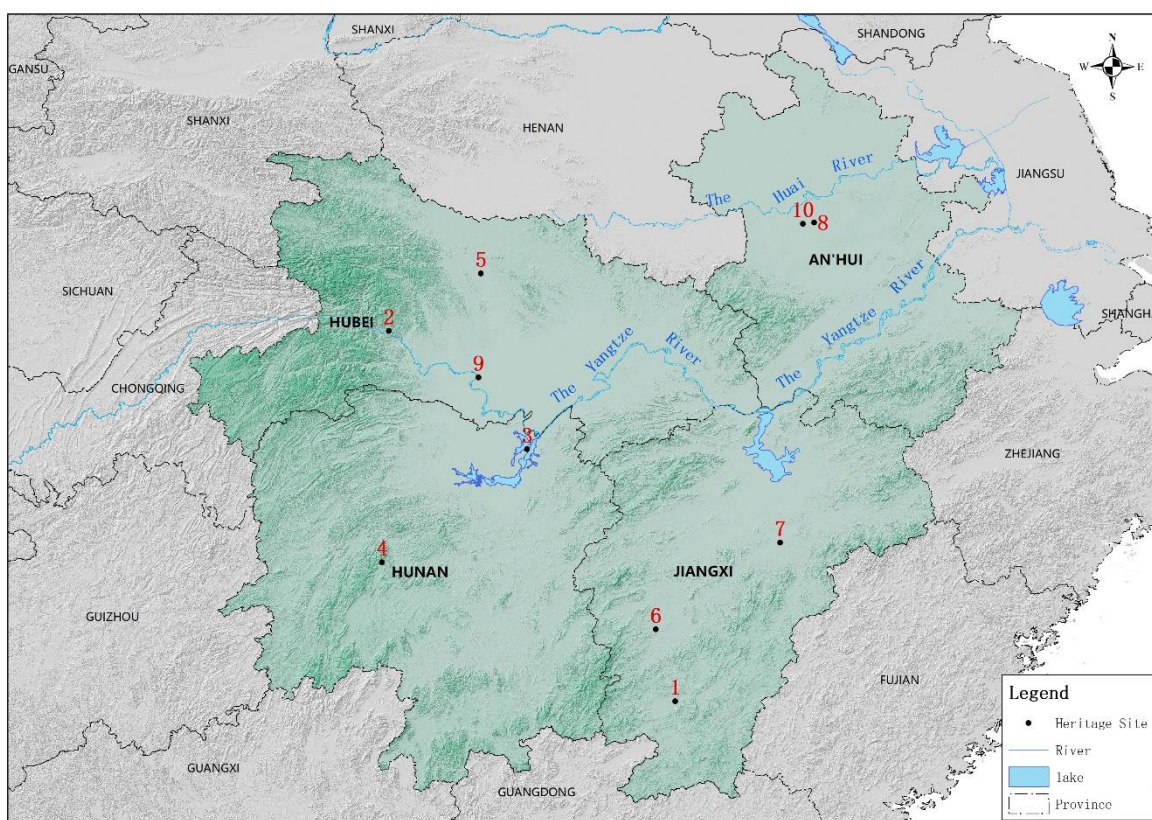 SHANXI
SHANDONG
N
W E
S
GANSU
SHANXI
HENAN
JIANGSU
The Huai River
10
8
AN'HUI
5
SICHUAN
HUBEI
2
The Yangtze River
SHANGH
CHONGQING
9
The Yangtze River
3
ZHEJIANG
7
4
HUNAN
JIANGXI
GUIZHOU
6
FUJIAN
1
GUANGXI
GUANGDONG
Legend
Heritage Site
River
lake
Province